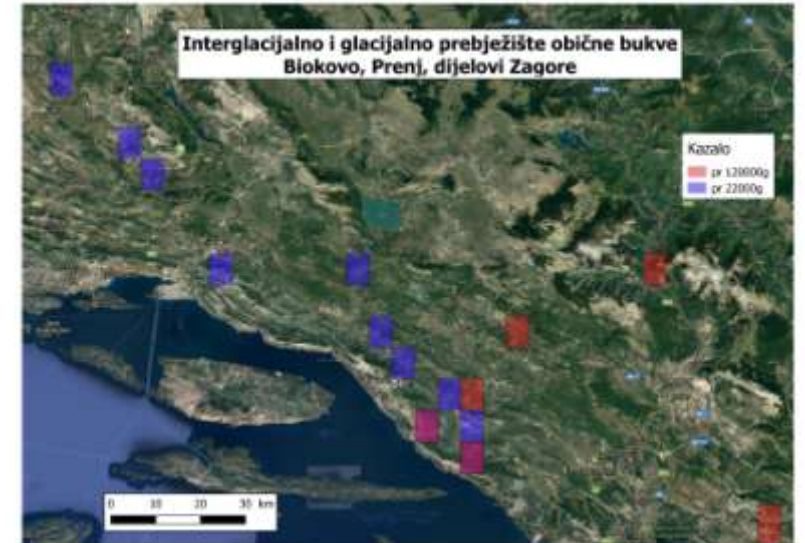 Interglacijalno i glacijalno prebježište obične bukve
Biokovo, Prenj, dijelovi Zagore
Kazalo
pr 120000g
pr 22000g
0 10 20 30 km